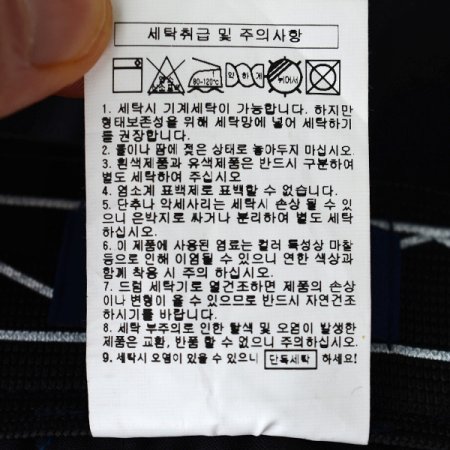 세탁취급 및 주의사항
80-120℃
약 하 게
뉘어서
1. 세탁시 기계세탁이 가능합니다. 하지만
형태보존성을 위해 세탁망에 넣어 세탁하기
를 권장합니다.
2. 물이나 땀에 젖은 상태로 놓아두지 마십시오.
3. 흰색제품과 유색제품은 반드시 구분하여
별도 세탁하여 주십시오
4. 염소계 표백제로 표백할 수 없습니다.
5. 단추나 악세사리는 세탁시 손상 될 수 있
으니 은박지로 싸거나 분리하여 별도 세탁
하십시오.
6. 이 제품에 사용된 염료는 컬러 특성상 마찰
등으로 인해 이염될 수 있으니 연한 색상과
함께 착용 시 주의 하십시오.
7. 드럼 세탁기로 열건조하면 제품의 손상
이나 변형이 올 수 있으므로 반드시 자연건조
하시기를 바랍니다.
8. 세탁 부주의로 인한 탈색 및 오염이 발생한
제품은 교환, 반품 할 수 없으니 주의하십시오.
9. 세탁시 오염이 있을 수 있으니 단독세탁 하세요!